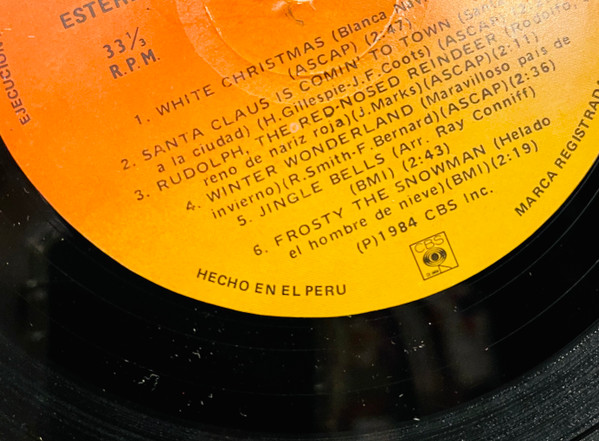 ESTER
33⅓
R.P.M.
EJECUCION
1. WHITE CHRISTMAS (Blanca Nav
(ASCAP) (2:47)
2. SANTA CLAUS IS COMIN' TO TOWN (San
a la ciudad) (H.Gillespie-J.F.Coots) (ASCAP)
3. RUDOLPH, THE RED-NOSED REINDEER (Rodolfo,
reno de nariz roja)(J.Marks)(ASCAP)(2:11)
4. WINTER WONDERLAND (Maravilloso país de
invierno)(R.Smith-F.Bernard)(ASCAP)(2:36)
5. JINGLE BELLS (Arr. Ray Conniff)
(BMI) (2:43)
6. FROSTY THE SNOWMAN (Helado
el hombre de nieve)(BMI)(2:19)
(P)1984 CBS Inc.
CBS
HECHO EN EL PERU
MARCA REGISTRADA